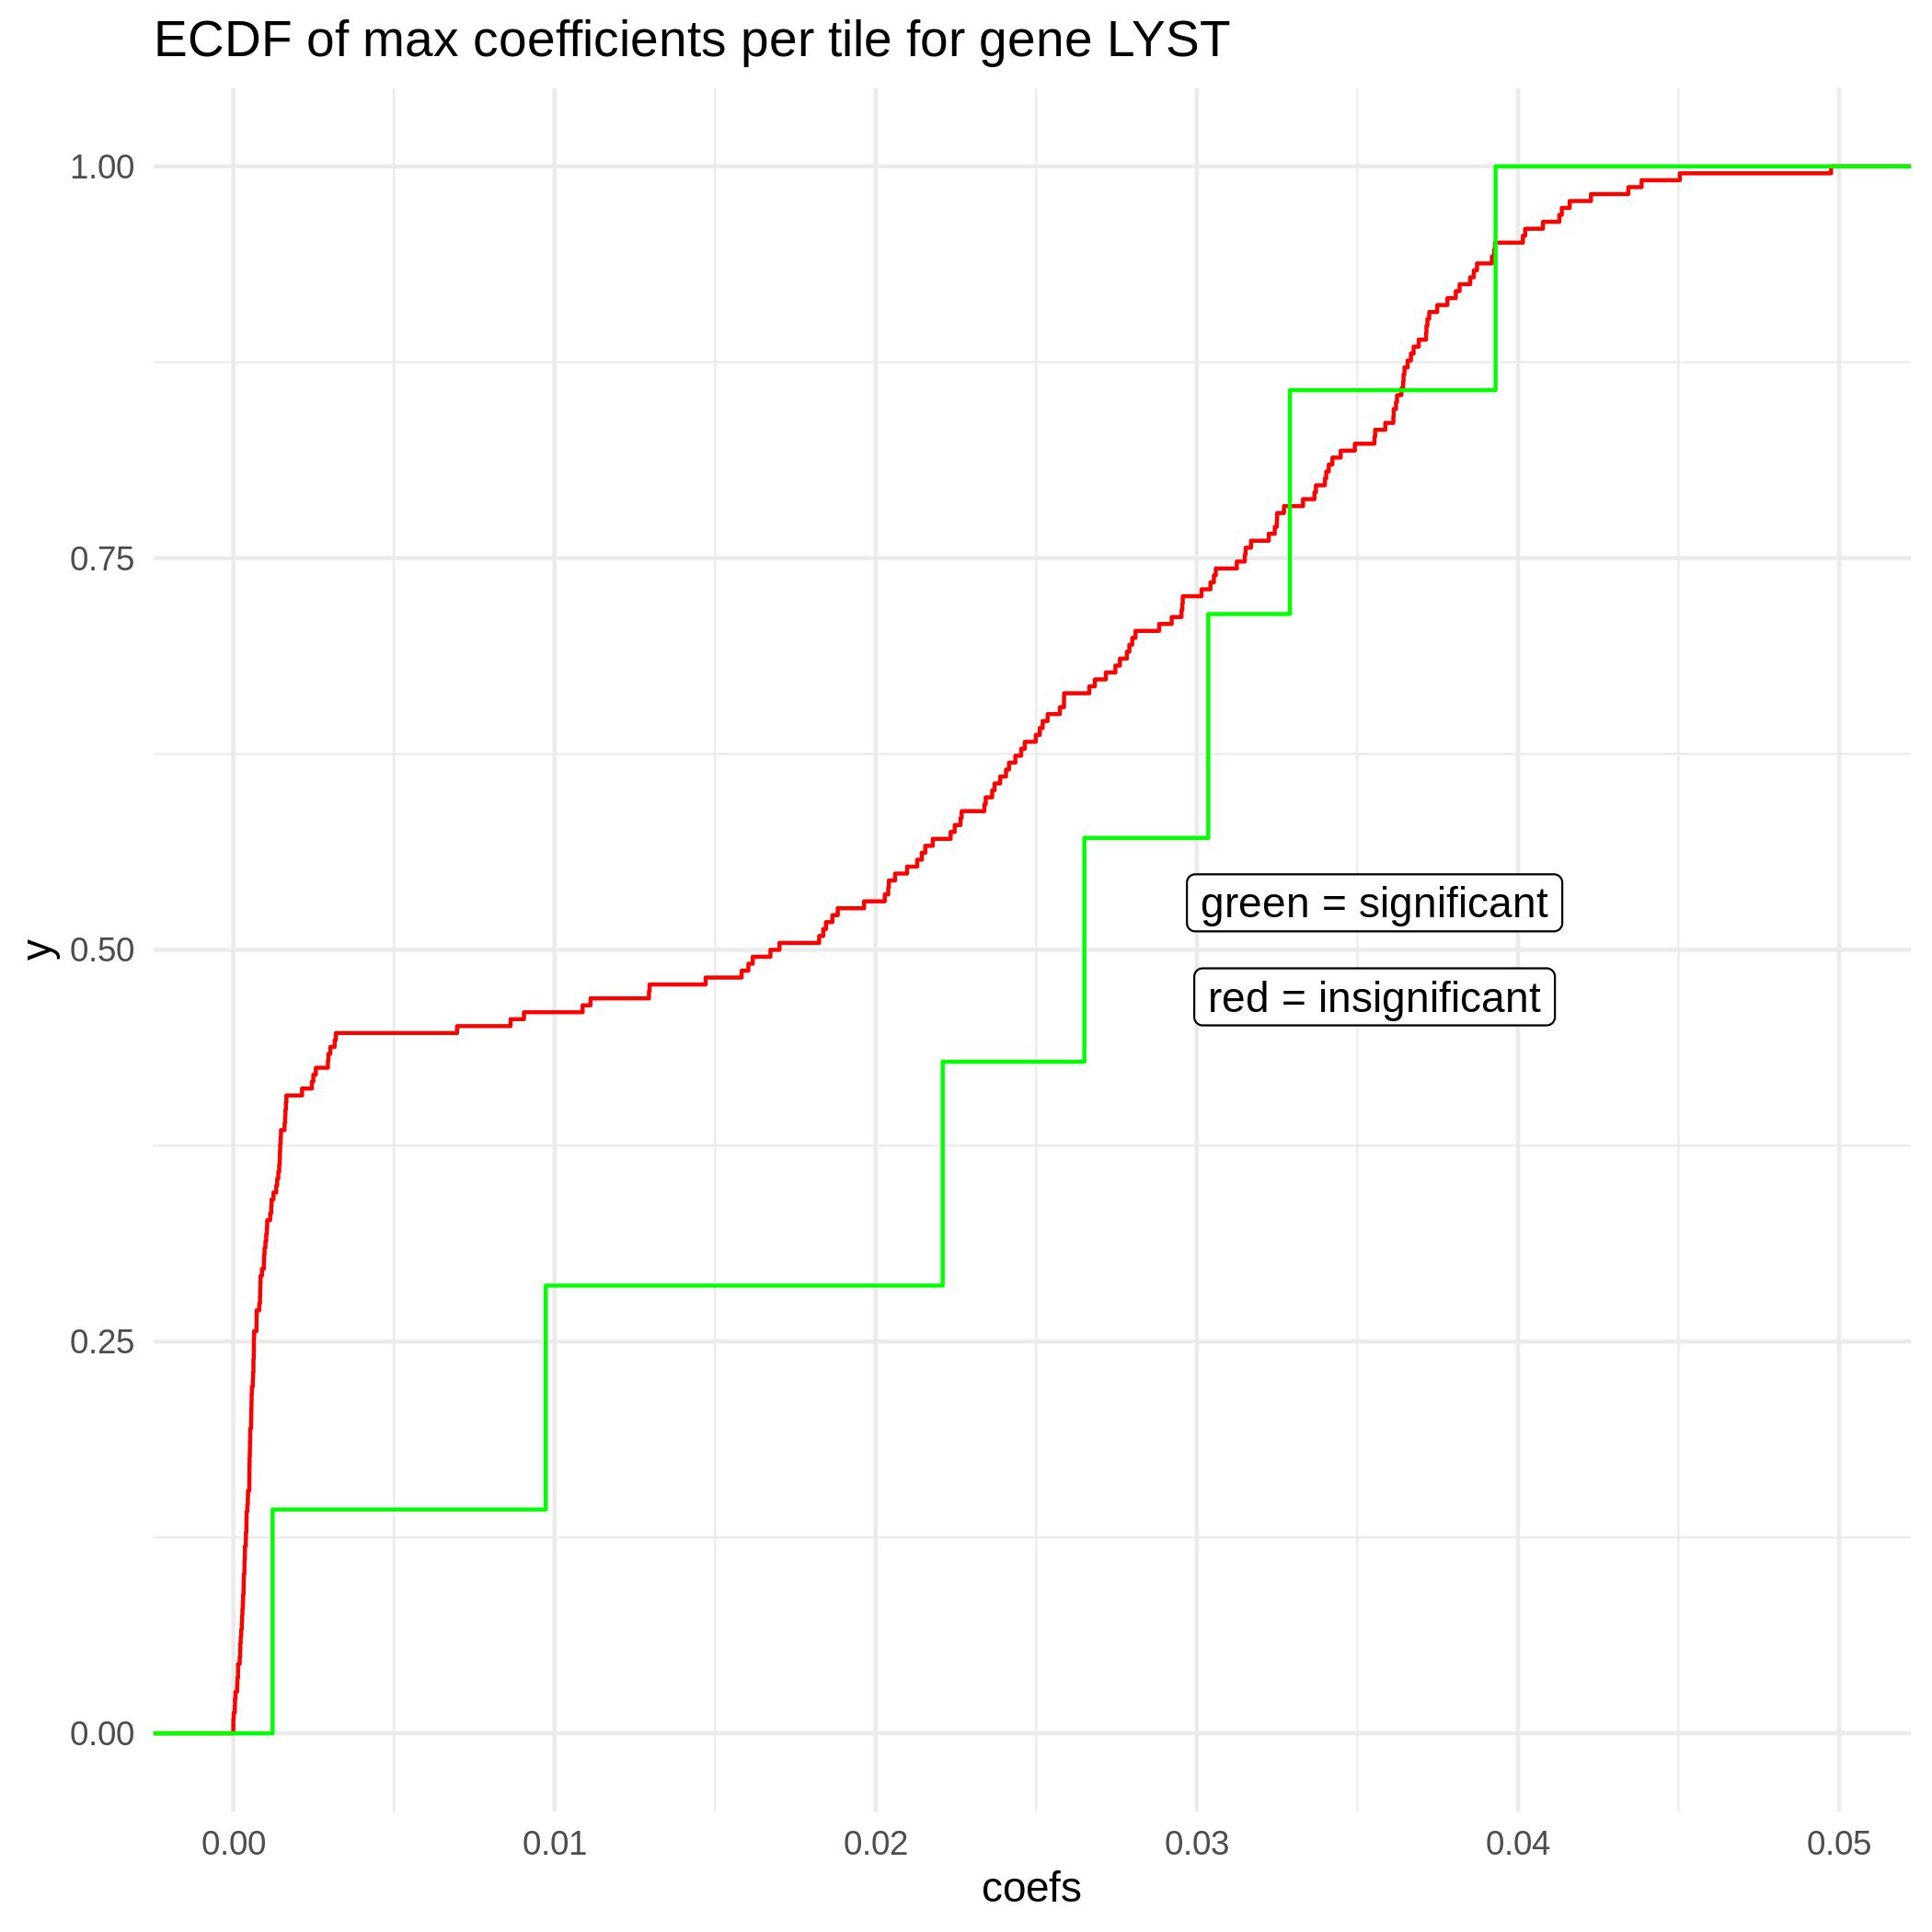 ECDF of max coefficients per tile for gene LYST
1.00
0.75
0.50
0.25
0.00
y
green = significant
red = insignificant
0.00 0.01 0.02 0.03 0.04 0.05
coefs